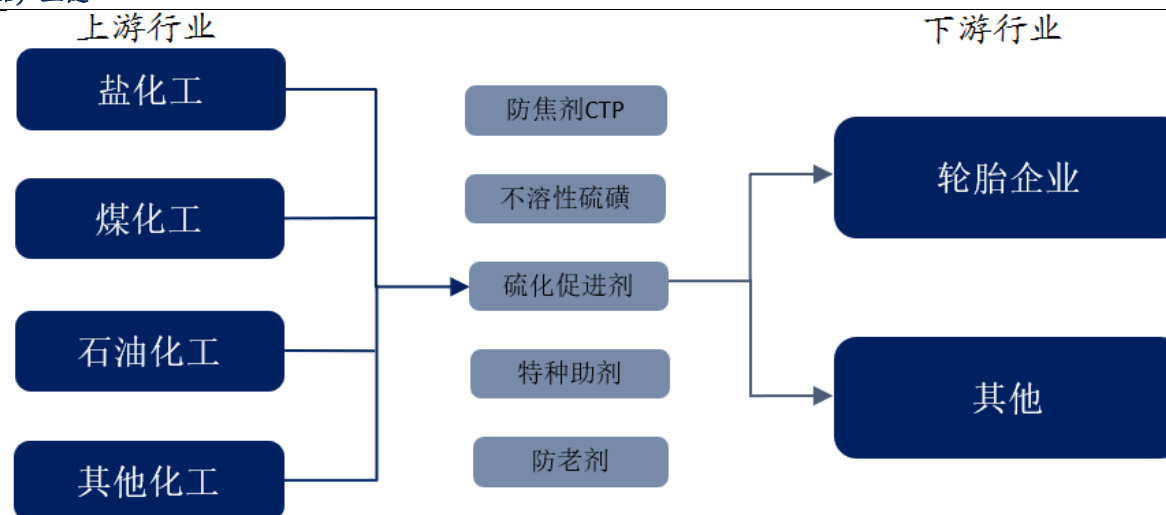 上游行业
下游行业
盐化工
煤化工
石油化工
其他化工
防焦剂CTP
不溶性硫磺
硫化促进剂
特种助剂
防老剂
轮胎企业
其他